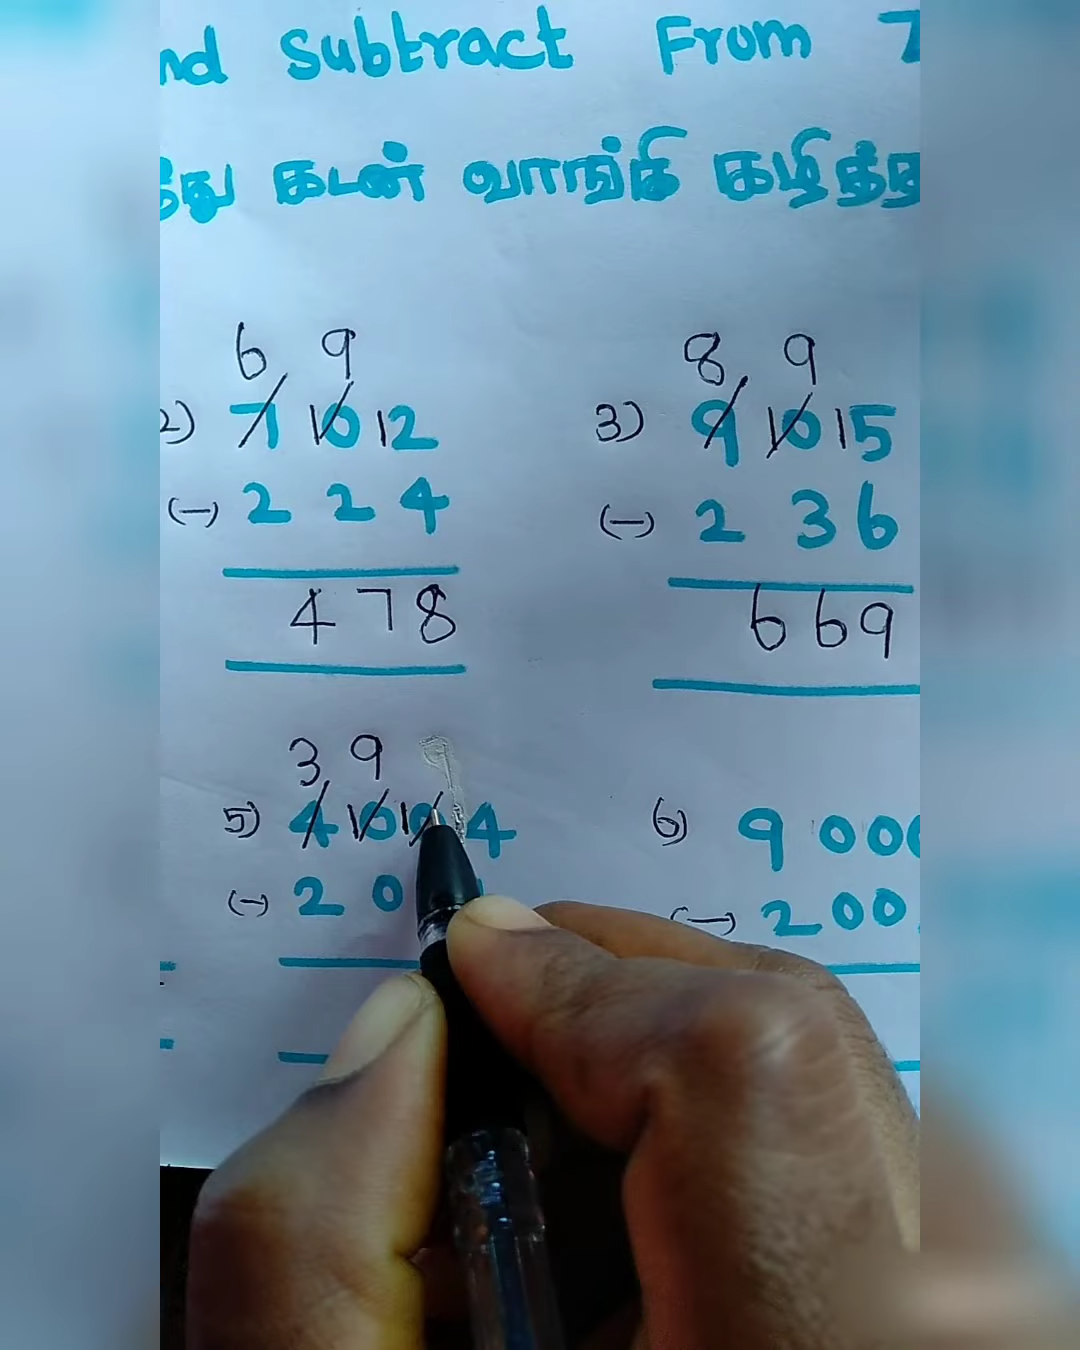 nd Subtract From 7
த்து கடன் வாங்கி கழித்த
6 9
2) 7 10 12
(-) 2 2 4
4 7 8
8 9
3) 9 10 15
(-) 2 3 6
6 6 9
3 9
5) 4 10 10 4
(-) 2 0
6) 9 0 0
(-) 2 0 0